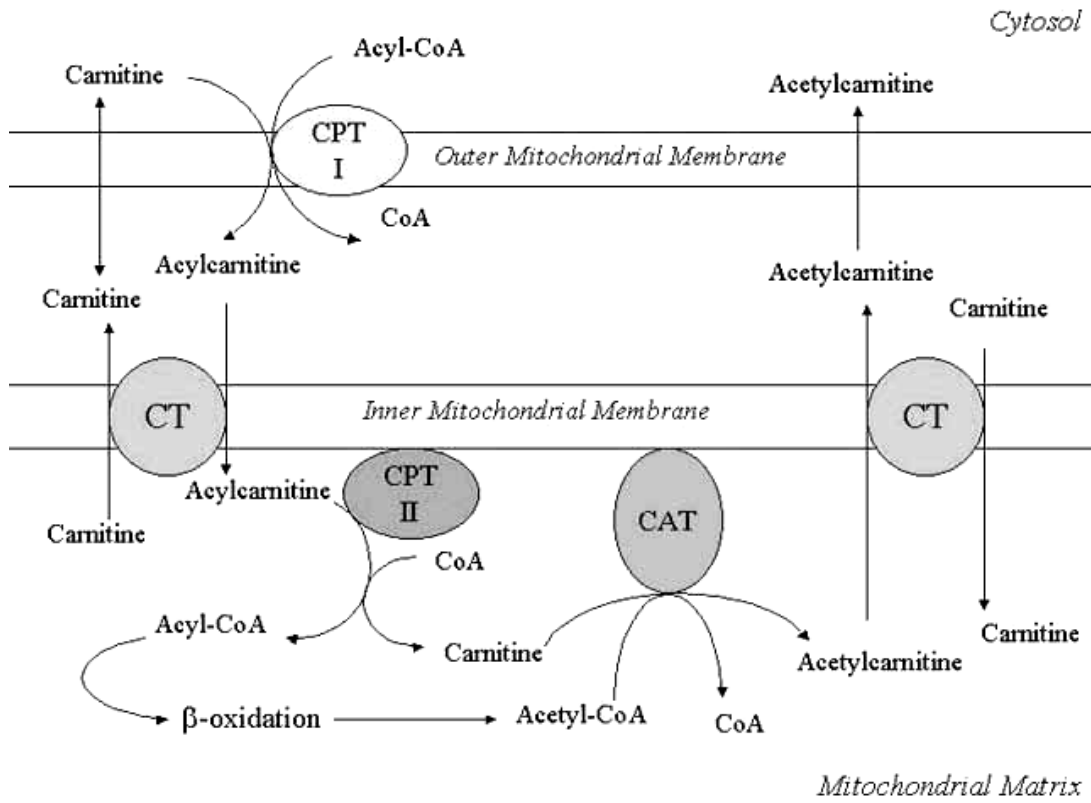 Cytosol
Acyl-CoA
Carnitine
Acetylcarnitine
CPT
I
Outer Mitochondrial Membrane
CoA
Acylcarnitine
Acetylcarnitine
Carnitine
Carnitine
CT
Inner Mitochondrial Membrane
CT
CPT
II
Acylcarnitine
CAT
Carnitine
CoA
Acyl-CoA
Carnitine
Acetylcarnitine
Carnitine
β-oxidation
Acetyl-CoA
CoA
Mitochondrial Matrix